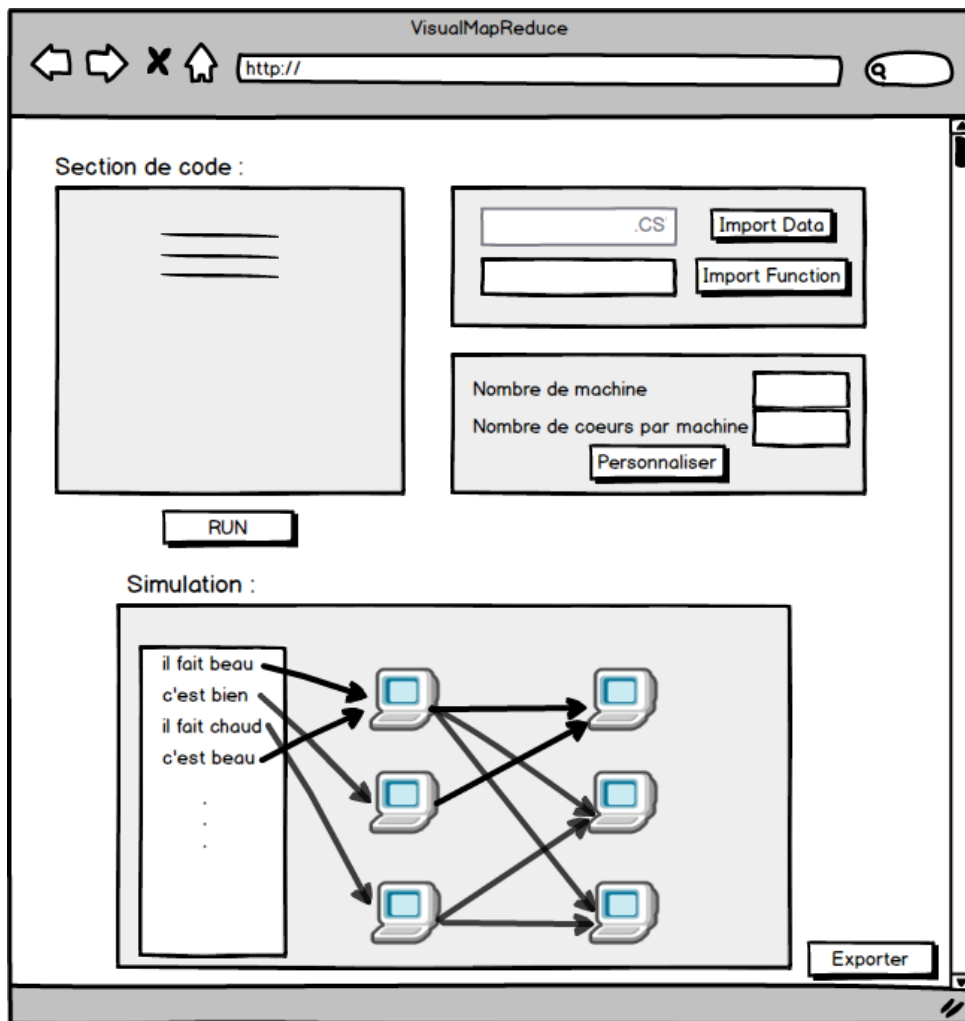 VisualMapReduce
http://
Section de code :
.CS
Import Data
Import Function
Nombre de machine
Nombre de coeurs par machine
Personnaliser
RUN
Simulation :
il fait beau
c'est bien
il fait chaud
c'est beau
.
.
.
Exporter